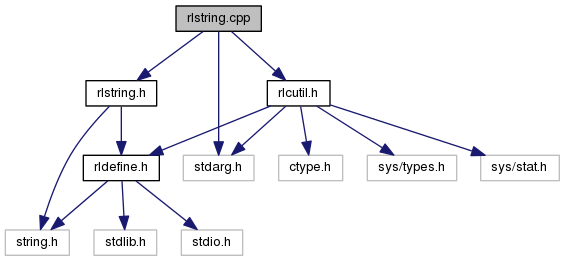 rlstring.cpp
rlstring.h
rlcutil.h
rldefine.h
stdarg.h
ctype.h
sys/types.h
sys/stat.h
string.h
stdlib.h
stdio.h